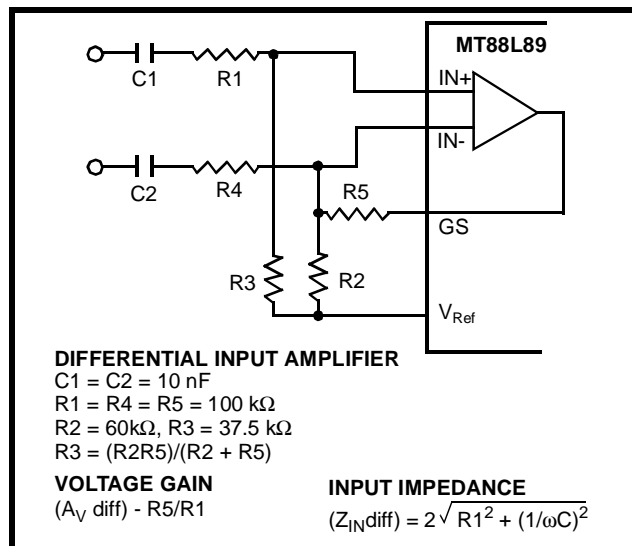 MT88L89
C1
R1
IN+
IN-
C2
R4
R5
GS
R3
R2
VRef
DIFFERENTIAL INPUT AMPLIFIER
C1 = C2 = 10 nF
R1 = R4 = R5 = 100 kΩ
R2 = 60kΩ, R3 = 37.5 kΩ
R3 = (R2R5)/(R2 + R5)
VOLTAGE GAIN
(AV diff) - R5/R1
INPUT IMPEDANCE
(ZINdiff) = 2√R1² + (1/ωC)²